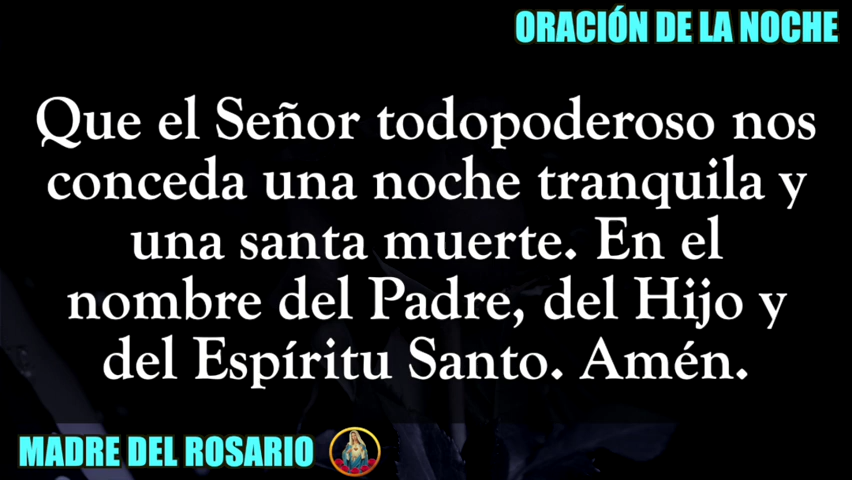 ORACIÓN DE LA NOCHE
Que el Señor todopoderoso nos
conceda una noche tranquila y
una santa muerte. En el
nombre del Padre, del Hijo y
del Espíritu Santo. Amén.
MADRE DEL ROSARIO